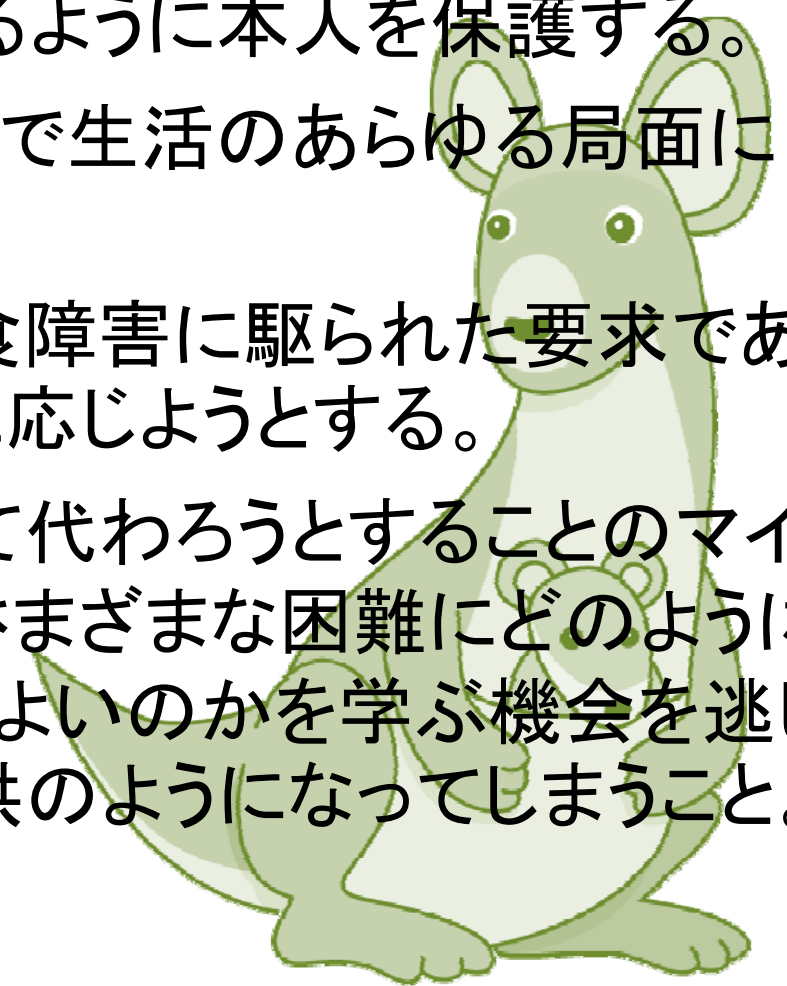 るように本人を保護する。
で生活のあらゆる局面に
食障害に駆られた要求であ
応じようとする。
て代わろうとすることのマイ
さまざまな困難にどのように
よいのかを学ぶ機会を逃し
供のようになってしまうこと。